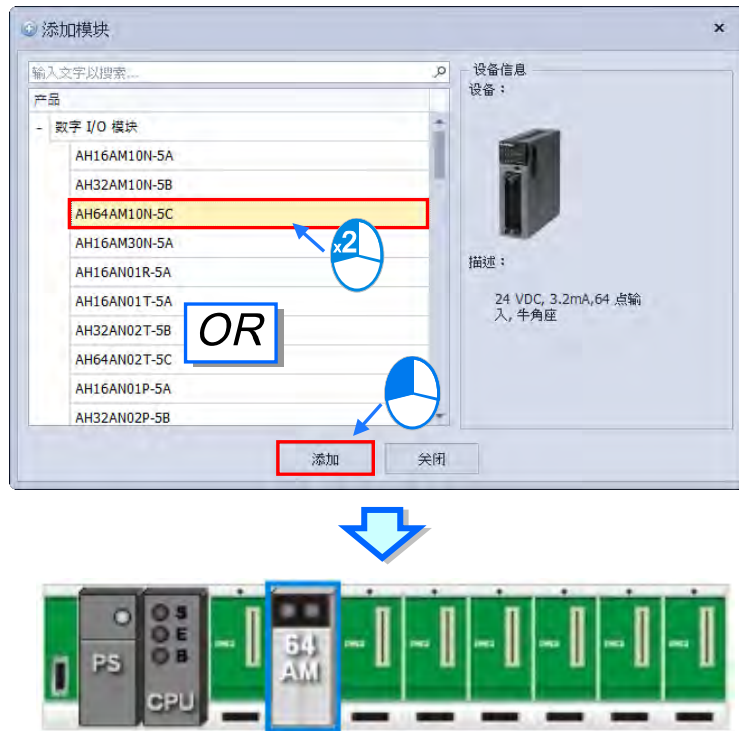 添加模块
输入文字以搜索...
产品
- 数字 I/O 模块
AH16AM10N-5A
AH32AM10N-5B
AH64AM10N-5C
AH16AM30N-5A
AH16AN01R-5A
AH16AN01T-5A
AH32AN02T-5B
AH64AN02T-5C
AH16AN01P-5A
AH32AN02P-5B
x2
OR
设备信息
设备：
描述：
24 VDC, 3.2mA,64 点输
入, 牛角座
添加
关闭
PS
S
E
B
CPU
64
AM